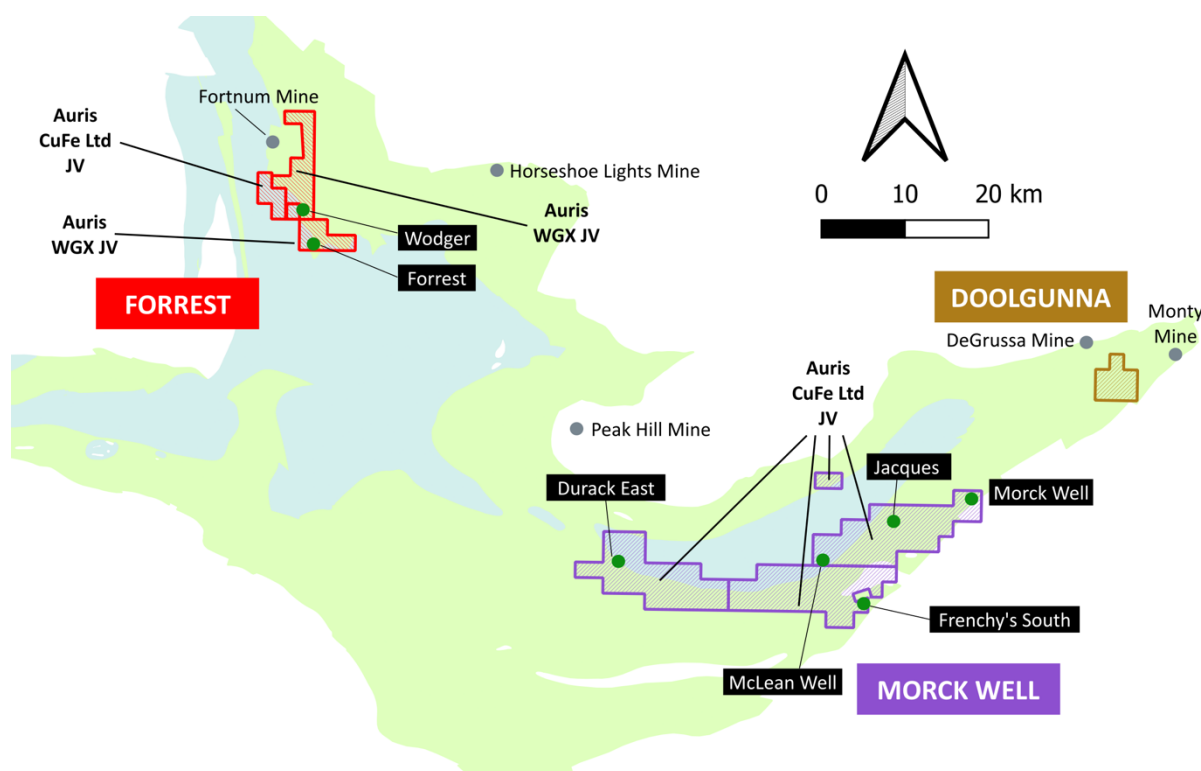 Fortnum Mine
Auris
CuFe Ltd
JV
Horseshoe Lights Mine
Auris
WGX JV
Auris
WGX JV
Wodger
Forrest
FORREST
0 10 20 km
DOOLGUNNA
Monty
Mine
DeGrussa Mine
Auris
CuFe Ltd
JV
Peak Hill Mine
Jacques
Durack East
Morck Well
Frenchy's South
McLean Well
MORCK WELL